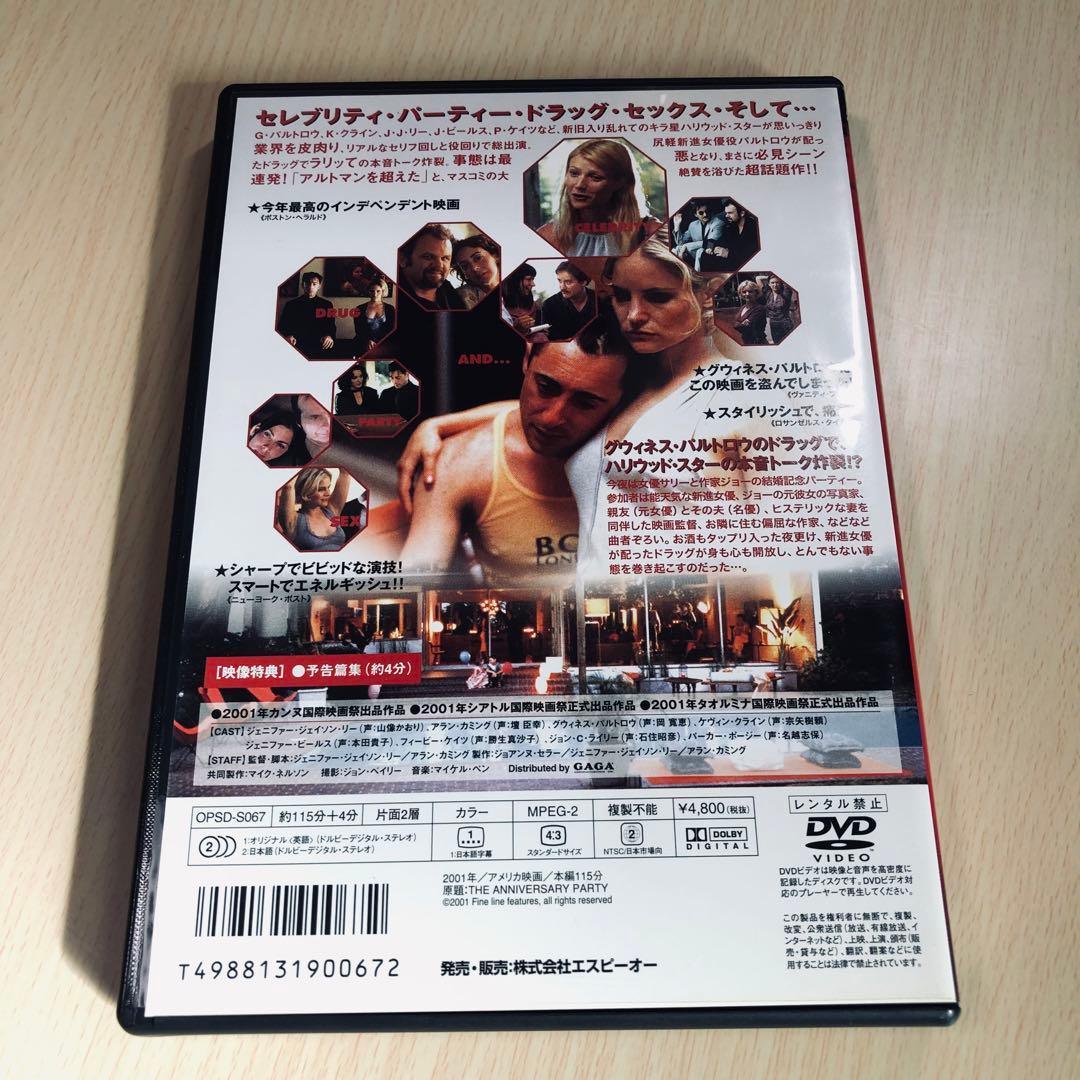 セレブリティ・パーティー・ドラッグ・セックス・そして…
G・パルトロウ、K・クライン、J・J・リー、J・ビールス、P・ケイツなど、新旧入り乱れてのキラ星ハリウッド・スターが思いっきり
業界を皮肉り、リアルなセリフ回しと役回りで総出演。
尻軽新進女優役パルトロウが配っ
たドラッグでラリッての本音トーク炸裂。事態は最
悪となり、まさに必見シーン
連発!「アルトマンを超えた」と、マスコミの大
絶賛を浴びた超話題作!!
★今年最高のインデペンデント映画
《ボストン・ヘラルド》
CELEBRITY
DRUG
AND...
PARTY
SEX
★グウィネス・パルトロウ
この映画を盗んでしま
《ヴァニティ・フ
★スタイリッシュで、痛
《ロサンゼルス・タイ
グウィネス・パルトロウのドラッグで、
ハリウッド・スターの本音トーク炸裂!?
今夜は女優サリーと作家ジョーの結婚記念パーティー。
参加者は能天気な新進女優、ジョーの元彼女の写真家、
親友(元女優)とその夫(名優)、ヒステリックな妻を
同伴した映画監督、お隣に住む偏屈な作家、などなど
曲者ぞろい。お酒もタップリ入った夜更け、新進女優
が配ったドラッグが身も心も開放し、とんでもない事
態を巻き起こすのだった…。
BO
LON
★シャープでビビッドな演技!
スマートでエネルギッシュ!!
《ニューヨーク・ポスト》
[映像特典] ●予告篇集(約4分)
●2001年カンヌ国際映画祭出品作品 ●2001年シアトル国際映画祭正式出品作品 ●2001年タオルミナ国際映画祭正式出品作品
[CAST]ジェニファー・ジェイソン・リー(声:山像かおり)、アラン・カミング(声:壇 臣幸)、グウィネス・パルトロウ(声:岡 寛恵)、ケヴィン・クライン(声:宗矢樹頼)
ジェニファー・ビールス(声:本田貴子)、フィービー・ケイツ(声:勝生真沙子)、ジョン・C・ライリー(声:石住昭彦)、パーカー・ポージー(声:名越志保)
[STAFF]監督・脚本:ジェニファー・ジェイソン・リー/アラン・カミング 製作:ジョアンヌ・セラー/ジェニファー・ジェイソン・リー/アラン・カミング
共同製作:マイク・ネルソン 撮影:ジョン・ベイリー 音楽:マイケル・ペン Distributed by GAGA
OPSD-S067 約115分+4分 片面2層 カラー MPEG-2 複製不能 ¥4,800(税抜)
2 1:オリジナル〈英語〉(ドルビーデジタル・ステレオ)
2:日本語(ドルビーデジタル・ステレオ)
1 1:日本語字幕
4:3 スタンダードサイズ
2 NTSC/日本市場向
DOLBY DIGITAL
レンタル禁止
DVD VIDEO
DVDビデオは映像と音声を高密度に
記録したディスクです。DVDビデオ対
応のプレーヤーで再生してください。
2001年/アメリカ映画/本編115分
原題:THE ANNIVERSARY PARTY
©2001 Fine line features, all rights reserved
この製品を権利者に無断で、複製、
改変、公衆送信(放送、有線放送、イ
ンターネットなど)、上映、上演、頒布(販
売・貸与など)、翻訳、翻案などに使
用することは法律で禁止されています。
T4988131900672
発売・販売:株式会社エスピーオー